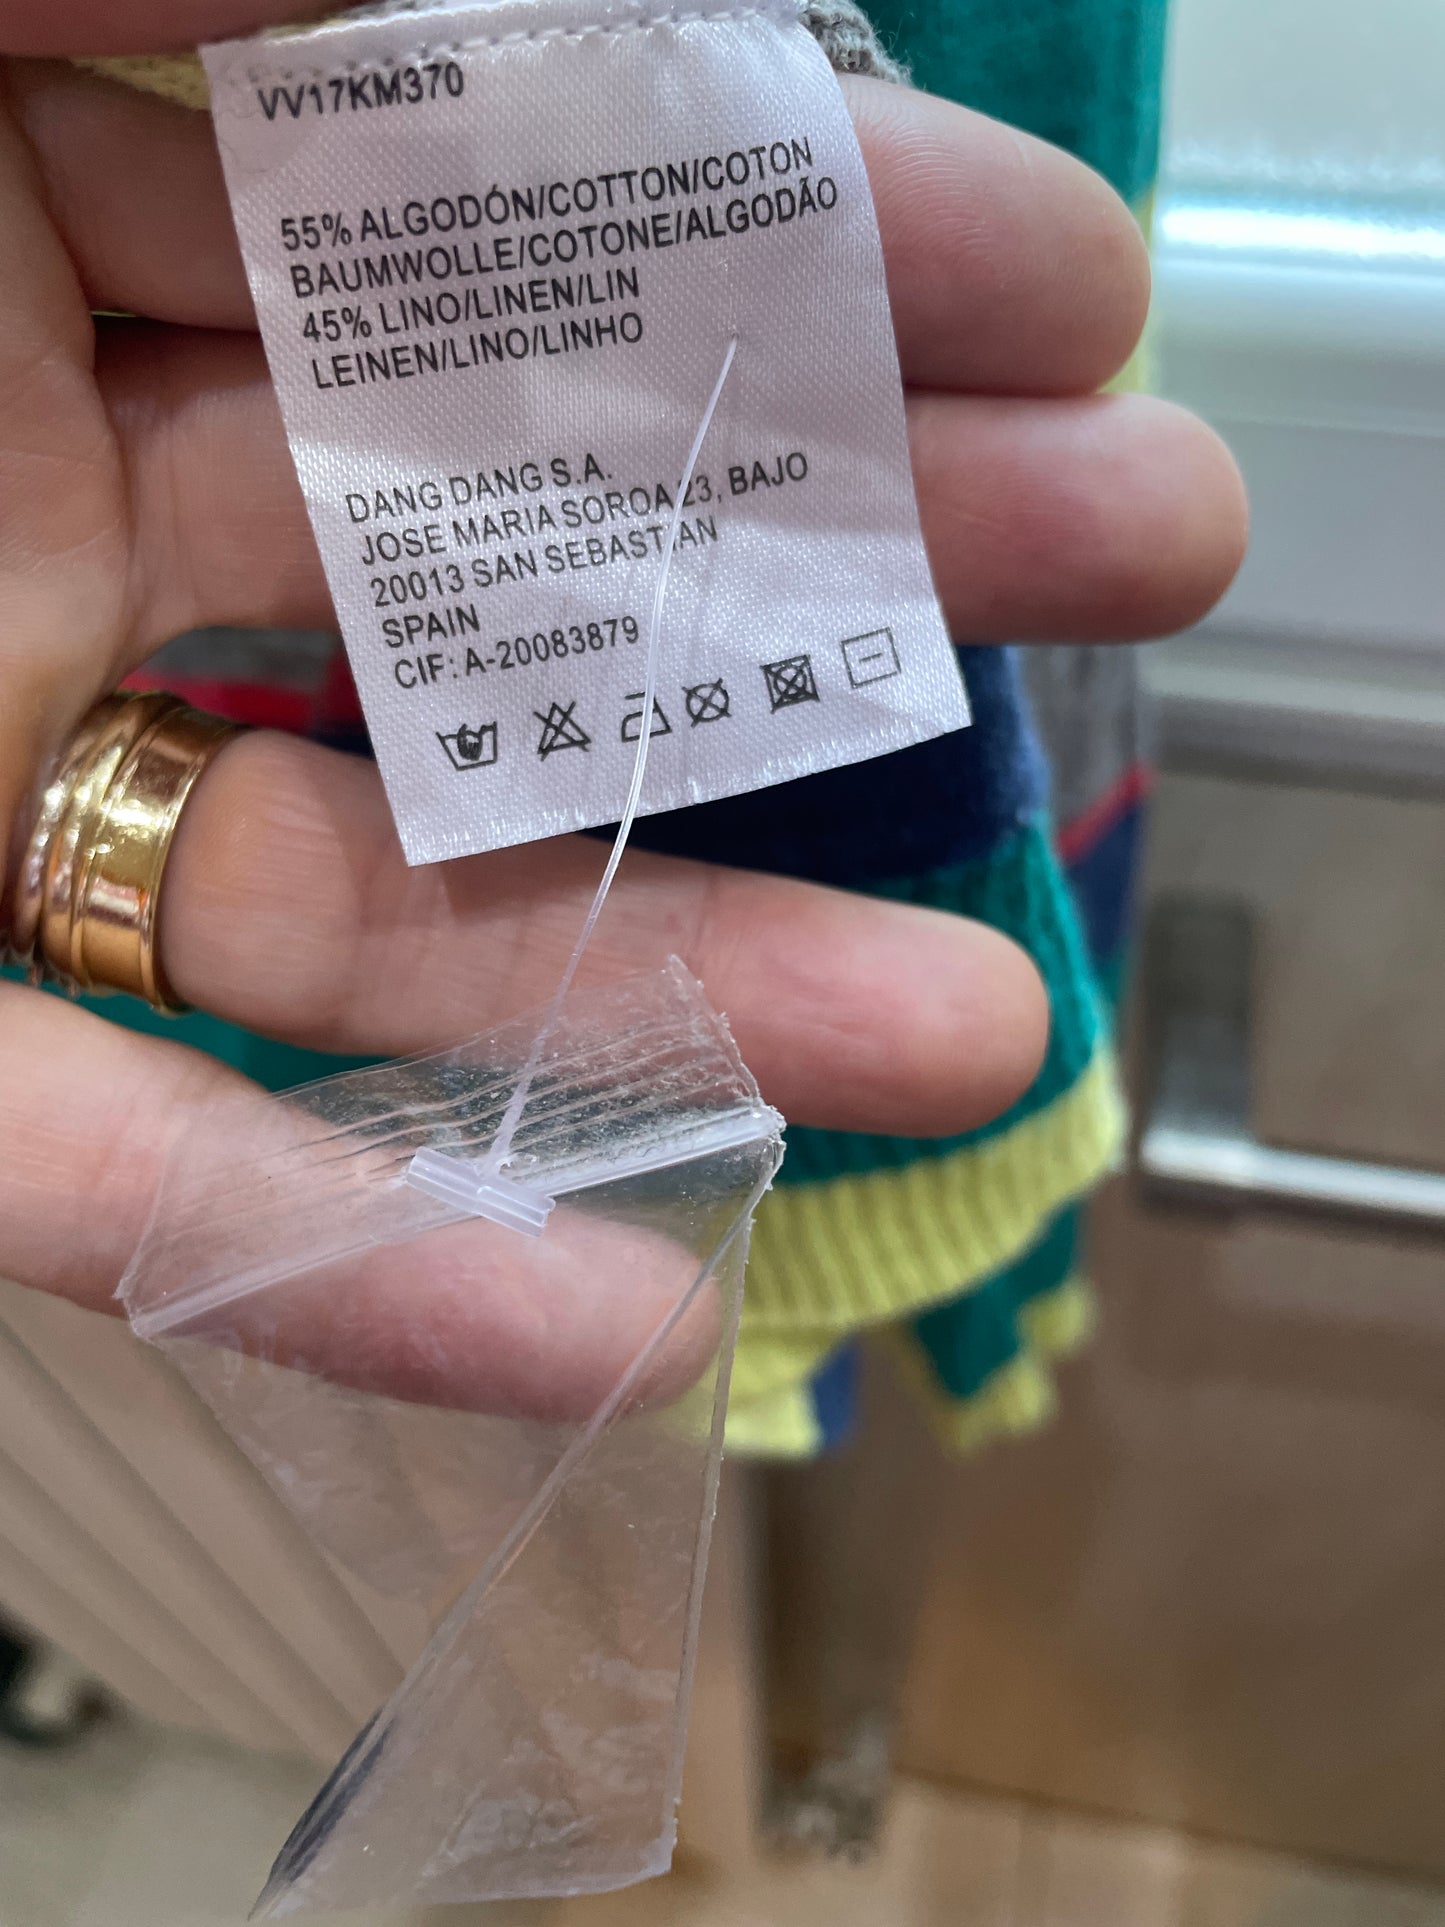 VV17KM370
55% ALGODÓN/COTTON/COTON
BAUMWOLLE/COTONE/ALGODÃO
45% LINO/LINEN/LIN
LEINEN/LINO/LINHO
DANG DANG S.A.
JOSE MARIA SOROA 23, BAJO
20013 SAN SEBASTIAN
SPAIN
CIF: A-20083879